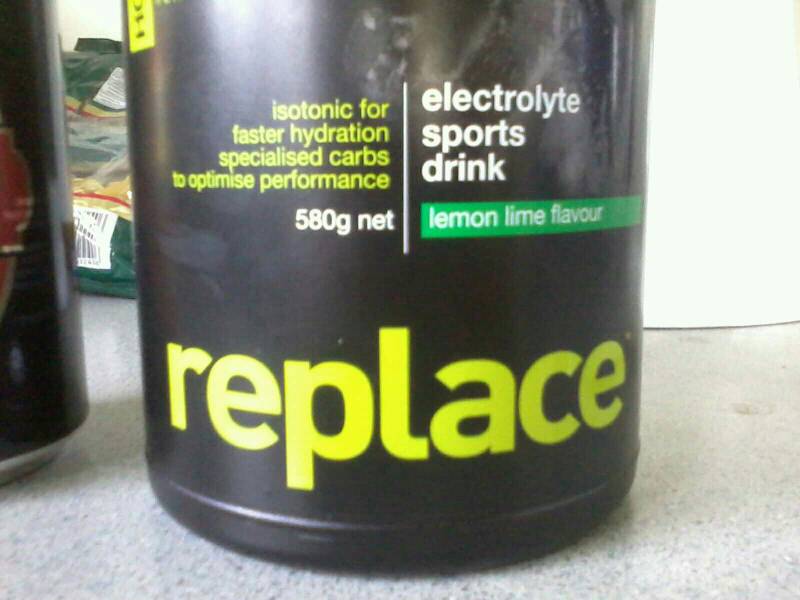 isotonic for
faster hydration
specialised carbs
to optimise performance
580g net
electrolyte
sports
drink
lemon lime flavour
replace